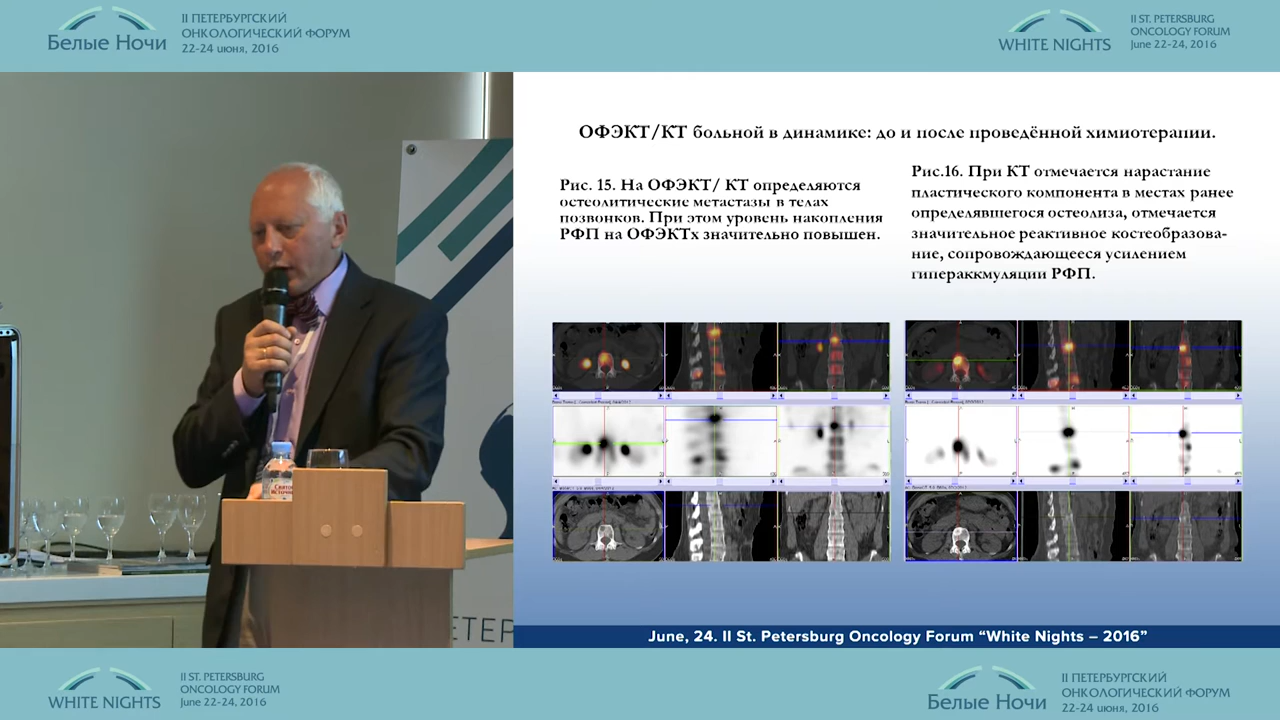 II ПЕТЕРБУРГСКИЙ
ОНКОЛОГИЧЕСКИЙ ФОРУМ
22-24 июня, 2016
Белые Ночи
II ST. PETERSBURG
ONCOLOGY FORUM
June 22-24, 2016
WHITE NIGHTS
ОФЭКТ/КТ больной в динамике: до и после проведённой химиотерапии.
Рис. 15. На ОФЭКТ/ КТ определяются
остеолитические метастазы в телах
позвонков. При этом уровень накопления
РФП на ОФЭКТх значительно повышен.
Рис.16. При КТ отмечается нарастание
пластического компонента в местах ранее
определявшегося остеолиза, отмечается
значительное реактивное костеобразова-
ние, сопровождающееся усилением
гипераккмуляции РФП.
Святой
Источник
ЕТЕР
June, 24. II St. Petersburg Oncology Forum “White Nights – 2016”
WHITE NIGHTS
II ST. PETERSBURG
ONCOLOGY FORUM
June 22-24, 2016
Белые Ночи
II ПЕТЕРБУРГСКИЙ
ОНКОЛОГИЧЕСКИЙ ФОРУМ
22-24 июня, 2016